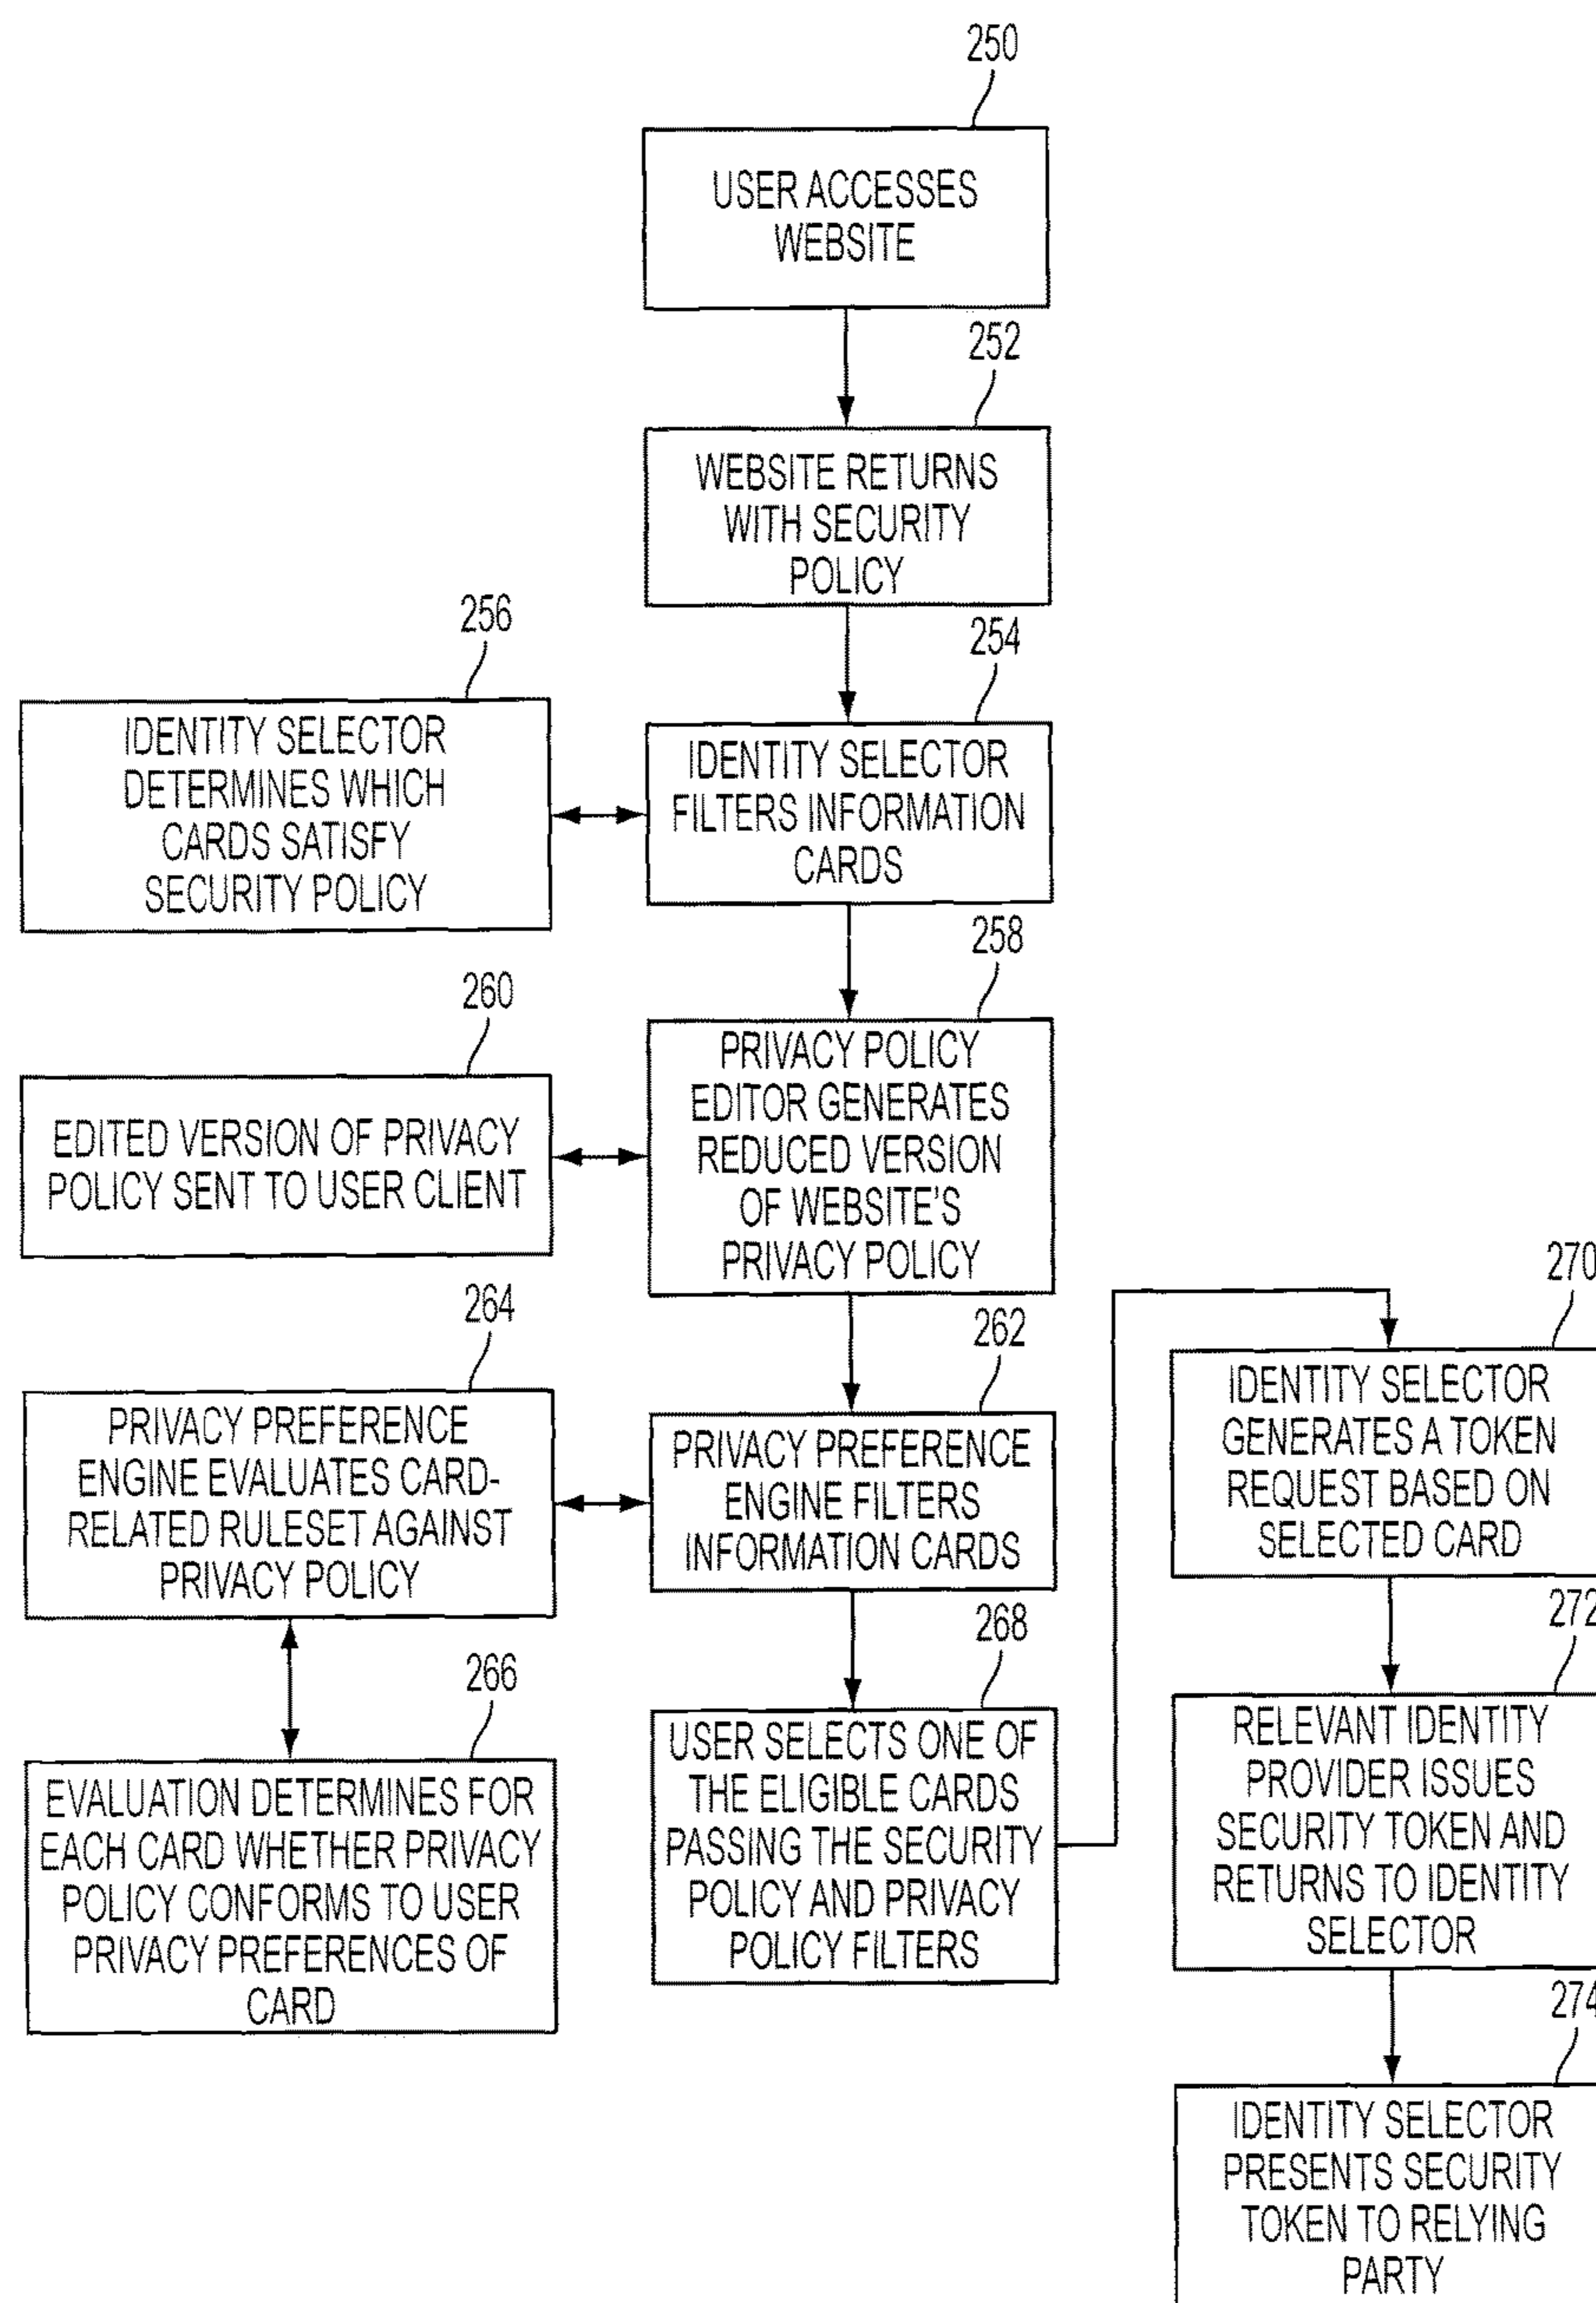 250
USER ACCESSES
WEBSITE
252
WEBSITE RETURNS
WITH SECURITY
POLICY
254
IDENTITY SELECTOR
FILTERS INFORMATION
CARDS
256
IDENTITY SELECTOR
DETERMINES WHICH
CARDS SATISFY
SECURITY POLICY
258
PRIVACY POLICY
EDITOR GENERATES
REDUCED VERSION
OF WEBSITE'S
PRIVACY POLICY
260
EDITED VERSION OF PRIVACY
POLICY SENT TO USER CLIENT
262
PRIVACY PREFERENCE
ENGINE FILTERS
INFORMATION CARDS
264
PRIVACY PREFERENCE
ENGINE EVALUATES CARD-
RELATED RULESET AGAINST
PRIVACY POLICY
266
EVALUATION DETERMINES FOR
EACH CARD WHETHER PRIVACY
POLICY CONFORMS TO USER
PRIVACY PREFERENCES OF
CARD
268
USER SELECTS ONE OF
THE ELIGIBLE CARDS
PASSING THE SECURITY
POLICY AND PRIVACY
POLICY FILTERS
270
IDENTITY SELECTOR
GENERATES A TOKEN
REQUEST BASED ON
SELECTED CARD
272
RELEVANT IDENTITY
PROVIDER ISSUES
SECURITY TOKEN AND
RETURNS TO IDENTITY
SELECTOR
274
IDENTITY SELECTOR
PRESENTS SECURITY
TOKEN TO RELYING
PARTY